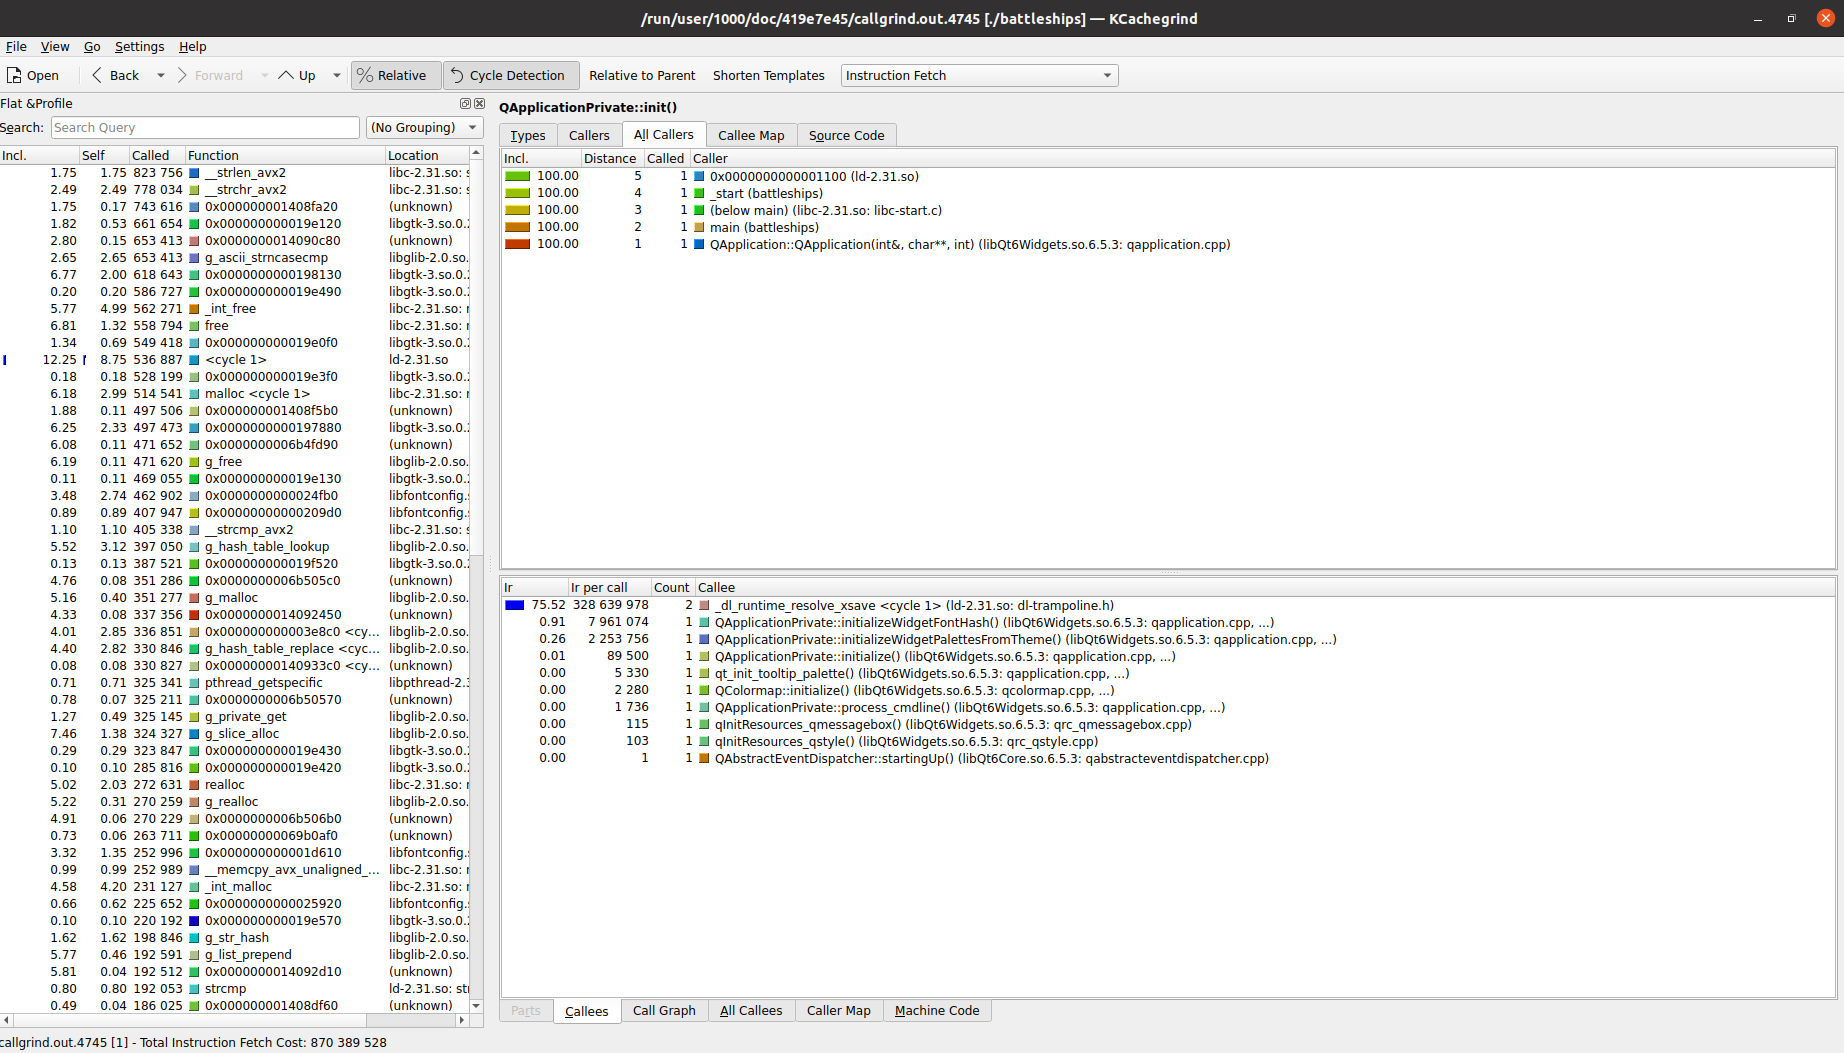 /run/user/1000/doc/419e7e45/callgrind.out.4745 [./battleships] — KCachegrind
File View Go Settings Help
Open Back Forward Up Relative Cycle Detection Relative to Parent Shorten Templates Instruction Fetch
Flat &Profile
Search: Search Query (No Grouping)
Incl. Self Called Function Location
1.75 1.75 823 756 __strlen_avx2 libc-2.31.so: s
2.49 2.49 778 034 __strchr_avx2 libc-2.31.so: s
1.75 0.17 743 616 0x000000001408fa20 (unknown)
1.82 0.53 661 654 0x000000000019e120 libgtk-3.so.0.2
2.80 0.15 653 413 0x0000000014090c80 (unknown)
2.65 2.65 653 413 g_ascii_strncasecmp libglib-2.0.so.
6.77 2.00 618 643 0x0000000000198130 libgtk-3.so.0.2
0.20 0.20 586 727 0x000000000019e490 libgtk-3.so.0.2
5.77 4.99 562 271 _int_free libc-2.31.so: r
6.81 1.32 558 794 free libc-2.31.so: r
1.34 0.69 549 418 0x000000000019e0f0 libgtk-3.so.0.2
12.25 8.75 536 887 <cycle 1> ld-2.31.so
0.18 0.18 528 199 0x000000000019e3f0 libgtk-3.so.0.2
6.18 2.99 514 541 malloc <cycle 1> libc-2.31.so: r
1.88 0.11 497 506 0x000000001408f5b0 (unknown)
6.25 2.33 497 473 0x0000000000197880 libgtk-3.so.0.2
6.08 0.11 471 652 0x0000000006b4fd90 (unknown)
6.19 0.11 471 620 g_free libglib-2.0.so.
0.11 0.11 469 055 0x000000000019e130 libgtk-3.so.0.2
3.48 2.74 462 902 0x0000000000024fb0 libfontconfig.s
0.89 0.89 407 947 0x00000000000209d0 libfontconfig.s
1.10 1.10 405 338 __strcmp_avx2 libc-2.31.so: s
5.52 3.12 397 050 g_hash_table_lookup libglib-2.0.so.
0.13 0.13 387 521 0x000000000019f520 libgtk-3.so.0.2
4.76 0.08 351 286 0x0000000006b505c0 (unknown)
5.16 0.40 351 277 g_malloc libglib-2.0.so.
4.33 0.08 337 356 0x0000000014092450 (unknown)
4.01 2.85 336 851 0x000000000003e8c0 <cy... libglib-2.0.so.
4.40 2.82 330 846 g_hash_table_replace <cy... libglib-2.0.so.
0.08 0.08 330 827 0x00000000140933c0 <cy... (unknown)
0.71 0.71 325 341 pthread_getspecific libpthread-2.3
0.78 0.07 325 211 0x0000000006b50570 (unknown)
1.27 0.49 325 145 g_private_get libglib-2.0.so.
7.46 1.38 324 327 g_slice_alloc libglib-2.0.so.
0.29 0.29 323 847 0x000000000019e430 libgtk-3.so.0.2
0.10 0.10 285 816 0x000000000019e420 libgtk-3.so.0.2
5.02 2.03 272 631 realloc libc-2.31.so: r
5.22 0.31 270 259 g_realloc libglib-2.0.so.
4.91 0.06 270 229 0x0000000006b506b0 (unknown)
0.73 0.06 263 711 0x00000000069b0af0 (unknown)
3.32 1.35 252 996 0x000000000001d610 libfontconfig.s
0.99 0.99 252 989 __memcpy_avx_unaligned_... libc-2.31.so: r
4.58 4.20 231 127 _int_malloc libc-2.31.so: r
0.66 0.62 225 652 0x0000000000025920 libfontconfig.s
0.10 0.10 220 192 0x000000000019e570 libgtk-3.so.0.2
1.62 1.62 198 846 g_str_hash libglib-2.0.so.
5.77 0.46 192 591 g_list_prepend libglib-2.0.so.
5.81 0.04 192 512 0x0000000014092d10 (unknown)
0.80 0.80 192 053 strcmp ld-2.31.so: str
0.49 0.04 186 025 0x000000001408df60 (unknown)
QApplicationPrivate::init()
Types Callers All Callers Callee Map Source Code
Incl. Distance Called Caller
100.00 5 1 0x0000000000001100 (ld-2.31.so)
100.00 4 1 _start (battleships)
100.00 3 1 (below main) (libc-2.31.so: libc-start.c)
100.00 2 1 main (battleships)
100.00 1 1 QApplication::QApplication(int&, char**, int) (libQt6Widgets.so.6.5.3: qapplication.cpp)
Ir Ir per call Count Callee
75.52 328 639 978 2 _dl_runtime_resolve_xsave <cycle 1> (ld-2.31.so: dl-trampoline.h)
0.91 7 961 074 1 QApplicationPrivate::initializeWidgetFontHash() (libQt6Widgets.so.6.5.3: qapplication.cpp, ...)
0.26 2 253 756 1 QApplicationPrivate::initializeWidgetPalettesFromTheme() (libQt6Widgets.so.6.5.3: qapplication.cpp, ...)
0.01 89 500 1 QApplicationPrivate::initialize() (libQt6Widgets.so.6.5.3: qapplication.cpp, ...)
0.00 5 330 1 qt_init_tooltip_palette() (libQt6Widgets.so.6.5.3: qapplication.cpp, ...)
0.00 2 280 1 QColormap::initialize() (libQt6Widgets.so.6.5.3: qcolormap.cpp, ...)
0.00 1 736 1 QApplicationPrivate::process_cmdline() (libQt6Widgets.so.6.5.3: qapplication.cpp, ...)
0.00 115 1 qInitResources_qmessagebox() (libQt6Widgets.so.6.5.3: qrc_qmessagebox.cpp)
0.00 103 1 qInitResources_qstyle() (libQt6Widgets.so.6.5.3: qrc_qstyle.cpp)
0.00 1 1 QAbstractEventDispatcher::startingUp() (libQt6Core.so.6.5.3: qabstracteventdispatcher.cpp)
Parts Callees Call Graph All Callees Caller Map Machine Code
callgrind.out.4745 [1] - Total Instruction Fetch Cost: 870 389 528